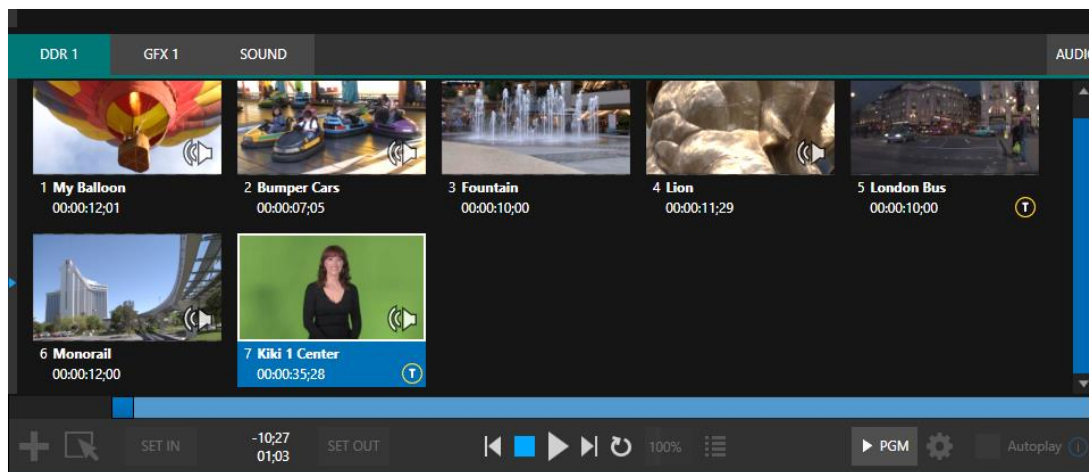 DDR 1 GFX 1 SOUND
1 My Balloon 2 Bumper Cars 3 Fountain 4 Lion 5 London Bus
00:00:12;01 00:00:07;05 00:00:10;00 00:00:11;29 00:00:10;00 T
6 Monorail 7 Kiki 1 Center
00:00:12;00 00:00:35;28 T
SET IN -10;27 SET OUT 100% PGM Autoplay i
01;03